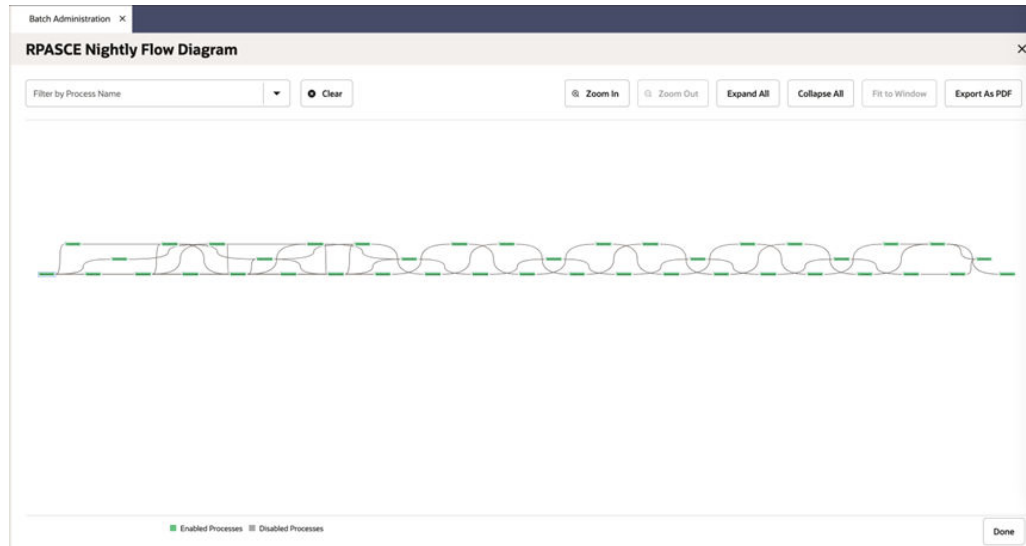 Batch Administration ×
RPASCE Nightly Flow Diagram
Filter by Process Name
Clear
Zoom In
Zoom Out
Expand All
Collapse All
Fit to Window
Export As PDF
Enabled Processes
Disabled Processes
Done